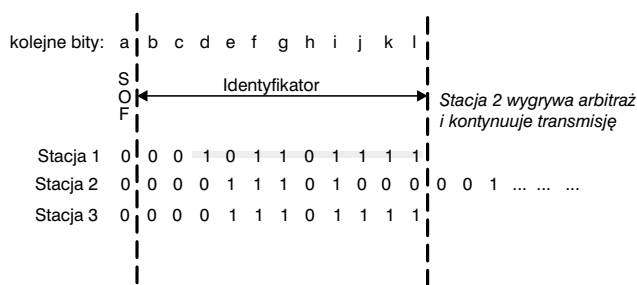 kolejne bity: a b c d e f g h i j k l
S
O
F
Identyfikator
Stacja 2 wygrywa arbitraż
i kontynuuje transmisję
Stacja 1 0 0 0 1 0 1 1 0 1 1 1 1
Stacja 2 0 0 0 0 1 1 1 0 1 0 0 0 0 0 1 ... ... ...
Stacja 3 0 0 0 0 1 1 1 0 1 1 1 1